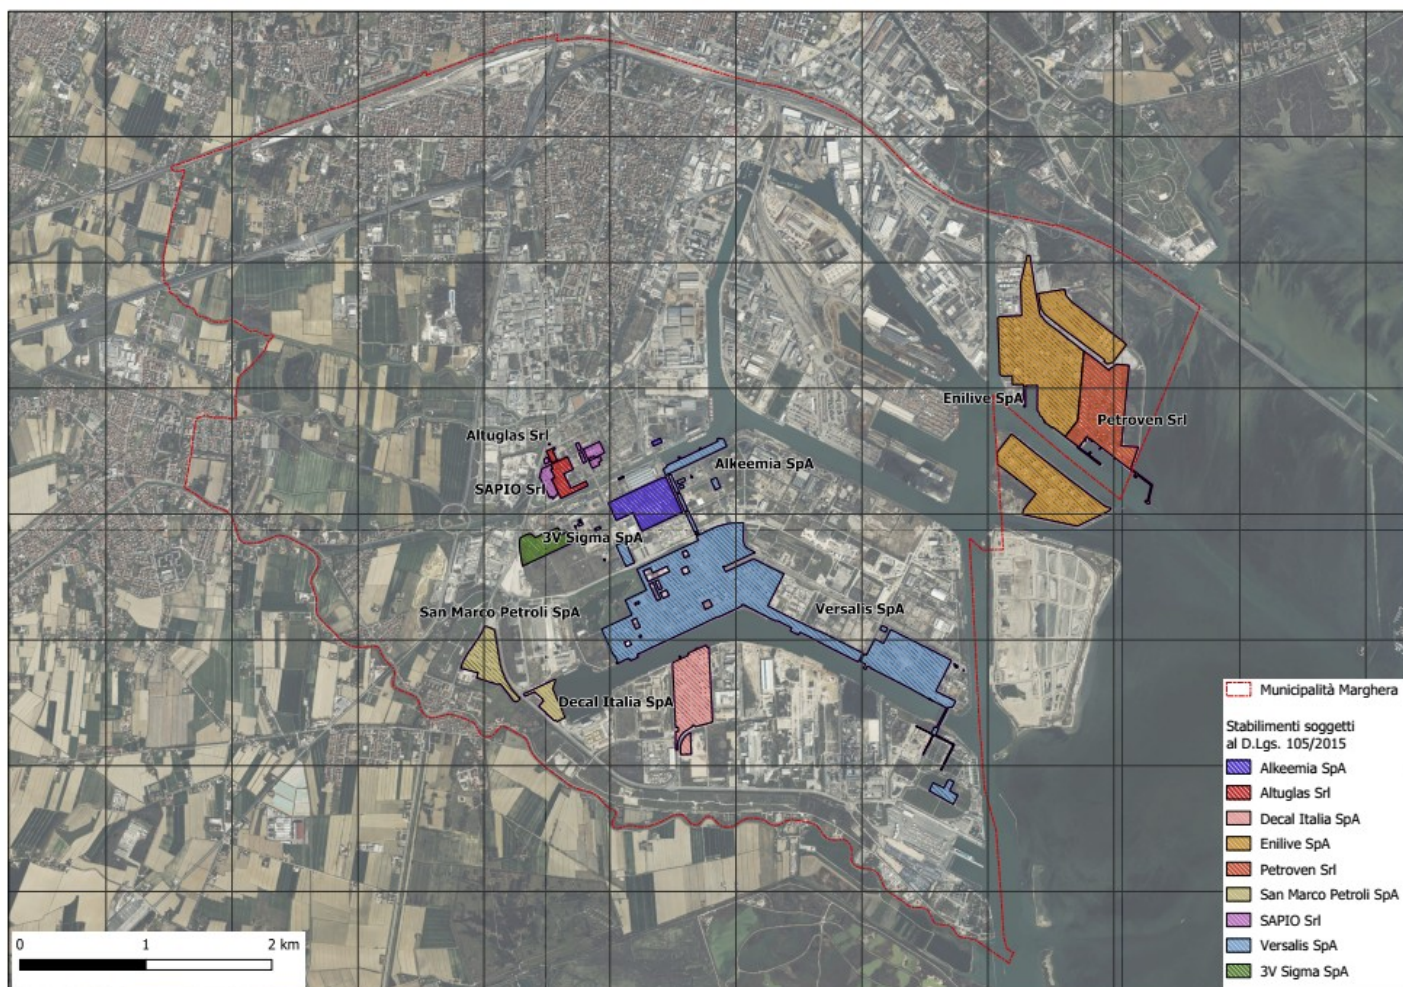 Enilive SpA
Petroven Srl
Altuglas Srl
Alkeemia SpA
SAPIO Srl
3V Sigma SpA
San Marco Petroli SpA
Versalis SpA
Decal Italia SpA
Municipalità Marghera
Stabilimenti soggetti
al D.Lgs. 105/2015
Alkeemia SpA
Altuglas Srl
Decal Italia SpA
Enilive SpA
Petroven Srl
San Marco Petroli SpA
SAPIO Srl
Versalis SpA
3V Sigma SpA
0 1 2 km